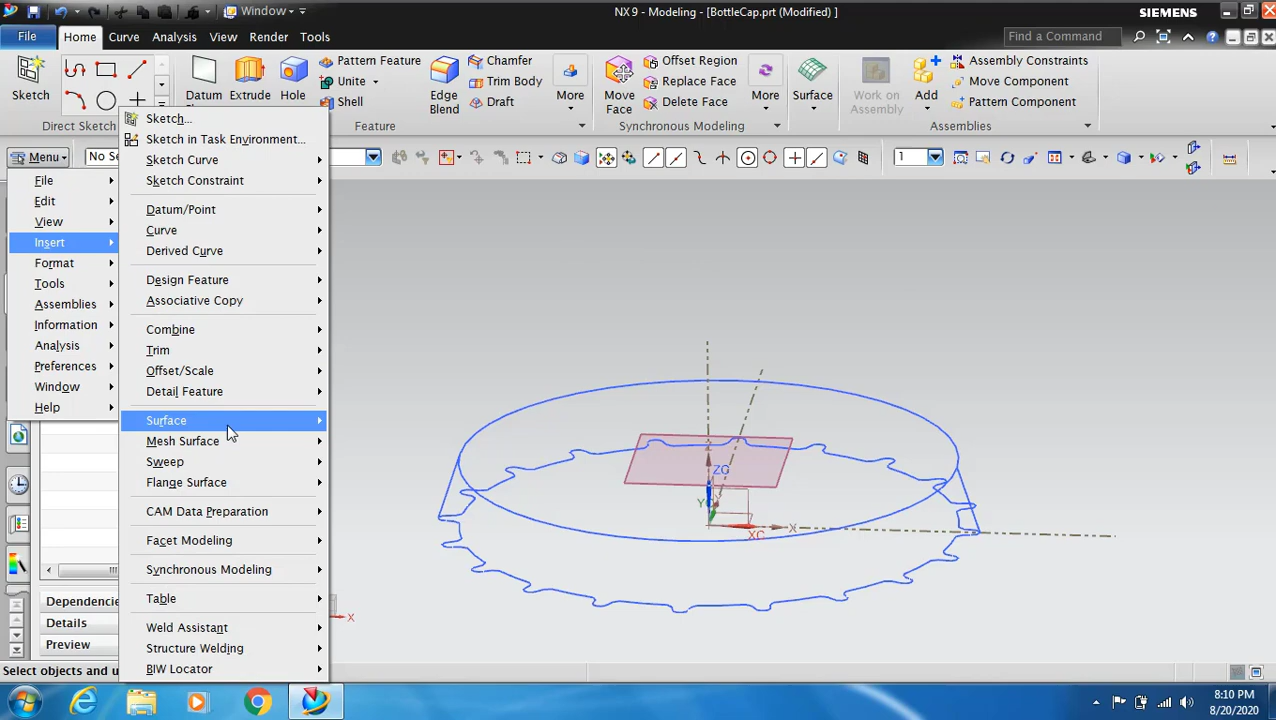 Window
NX 9 - Modeling - [BottleCap.prt (Modified) ]
SIEMENS
File
Home
Curve
Analysis
View
Render
Tools
Find a Command
Sketch
Datum
Extrude
Hole
Pattern Feature
Unite
Shell
Edge
Blend
Chamfer
Trim Body
Draft
More
Move
Face
Offset Region
Replace Face
Delete Face
More
Surface
Work on
Assembly
Add
Assembly Constraints
Move Component
Pattern Component
Direct Sketch
Feature
Synchronous Modeling
Assemblies
Menu
No Se
1
File
Edit
View
Insert
Format
Tools
Assemblies
Information
Analysis
Preferences
Window
Help
Sketch...
Sketch in Task Environment...
Sketch Curve
Sketch Constraint
Datum/Point
Curve
Derived Curve
Design Feature
Associative Copy
Combine
Trim
Offset/Scale
Detail Feature
Surface
Mesh Surface
Sweep
Flange Surface
CAM Data Preparation
Facet Modeling
Synchronous Modeling
Table
Weld Assistant
Structure Welding
BIW Locator
ZC
XC
X
X
Dependencie
Details
Preview
Select objects and u
8:10 PM
8/20/2020